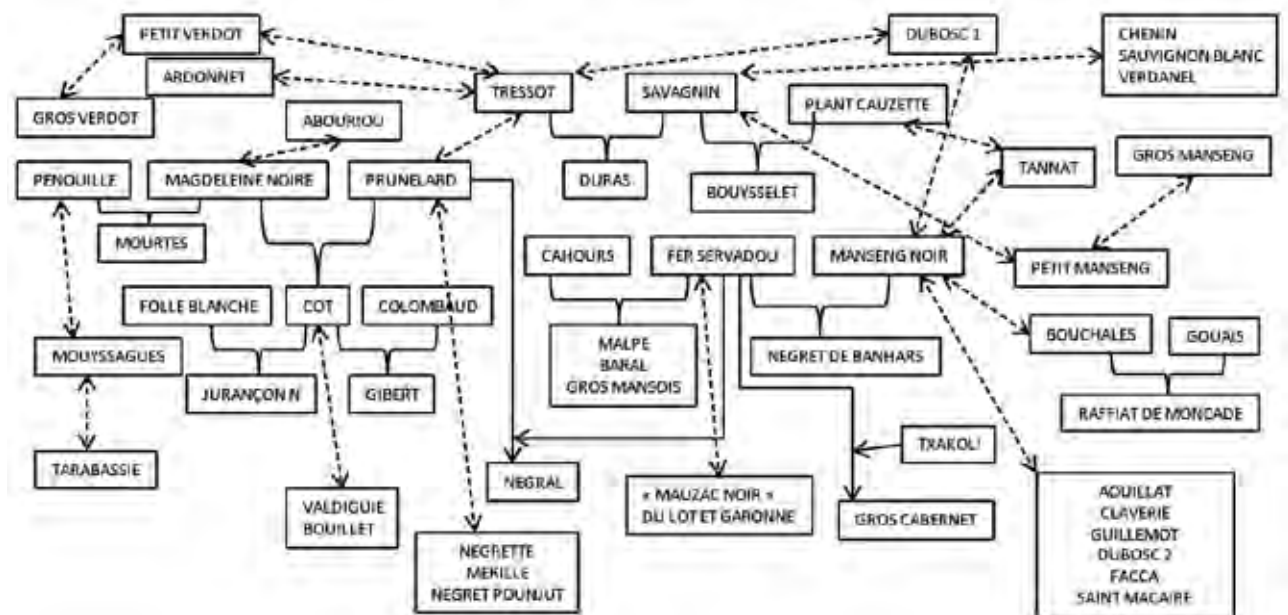 PETIT VERDOT
DUBOSC 1
CHENIN
SAUVIGNON BLANC
VERDANEL
ARDONNET
TRESSOT
SAVAGNIN
PLANT CAUZETTE
GROS VERDOT
ABOURIOU
GROS MANSENG
TANNAT
PENOUILLE
MAGDELEINE NOIRE
PRUNELARD
DURAS
BOUYSSELET
MOURTES
CAHOURS
FER SERVADOU
MANSENG NOIR
PETIT MANSENG
FOLLE BLANCHE
COT
COLOMBAUD
MALPE
BARAL
GROS MANSOIS
NEGRET DE BANHARS
BOUCHALES
GOUAIS
MOUYSSAGUES
JURANÇON N
GIBERT
RAFFIAT DE MONCADE
TARABASSIE
NEGRAL
TXAKOLI
« MAUZAC NOIR »
DU LOT ET GARONNE
GROS CABERNET
VALDIGUIE
BOUILLET
NEGRETTE
MERILLE
NEGRET POUNJUT
AOUILLAT
CLAVERIE
GUILLEMOT
DUBOSC 2
FACCA
SAINT MACAIRE